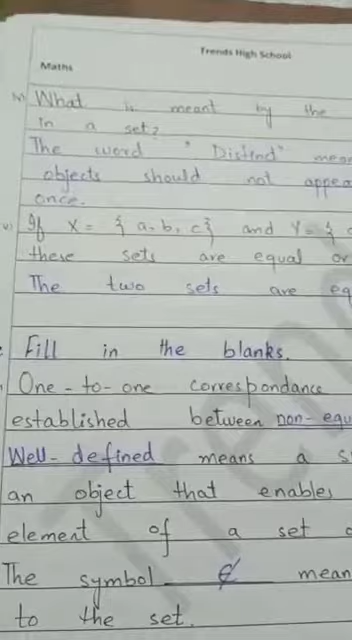 Trends High School
Maths
iv) What is meant by the
in a set?
The word "Distind" mean
objects should not appea
once.
v) If X = { a, b, c} and Y = {
these sets are equal or
The two sets are eq
Fill in the blanks.
One-to-one correspondance
established between non-equ
Well-defined means a s
an object that enables
element of a set
The symbol ∉ mean
to the set.
Tren